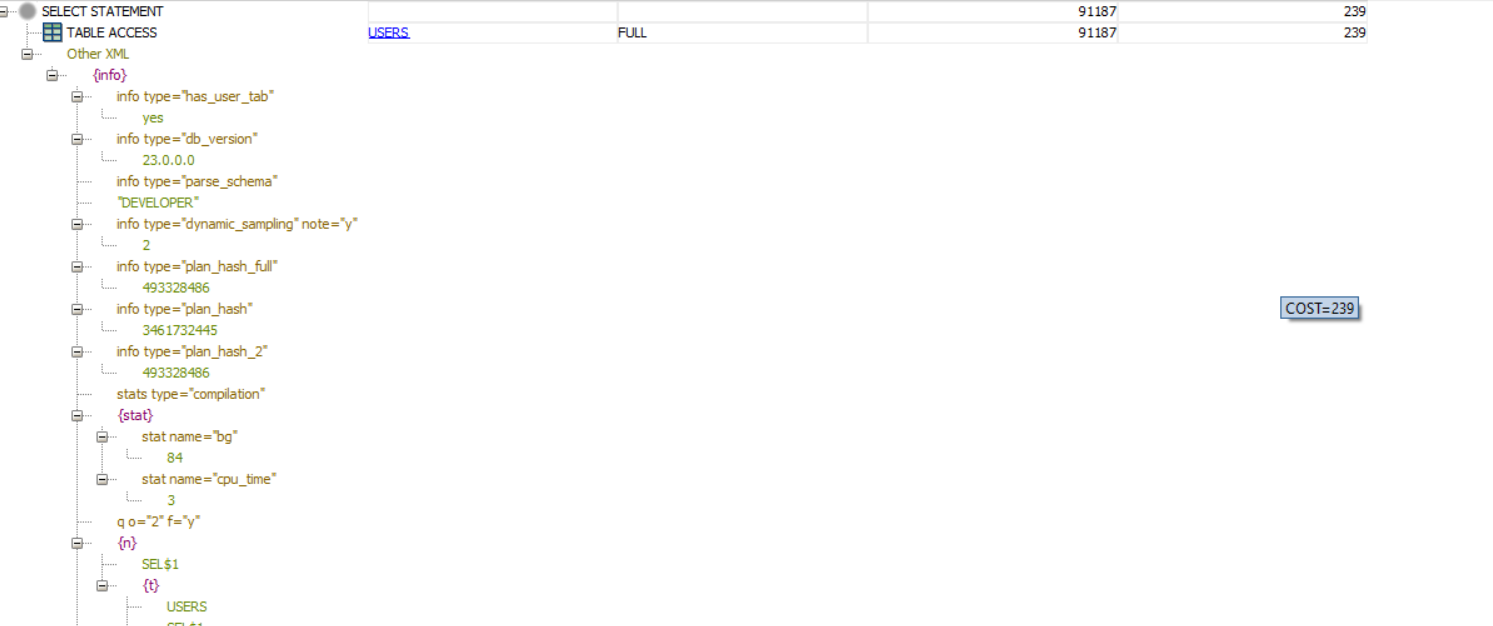 SELECT STATEMENT 91187 239
TABLE ACCESS USERS FULL 91187 239
Other XML
{info}
info type="has_user_tab"
yes
info type="db_version"
23.0.0.0
info type="parse_schema"
"DEVELOPER"
info type="dynamic_sampling" note="y"
2
info type="plan_hash_full"
493328486
info type="plan_hash"
COST=239
3461732445
info type="plan_hash_2"
493328486
stats type="compilation"
{stat}
stat name="bg"
84
stat name="cpu_time"
3
q o="2" f="y"
{n}
SEL$1
{t}
USERS
SEL$1